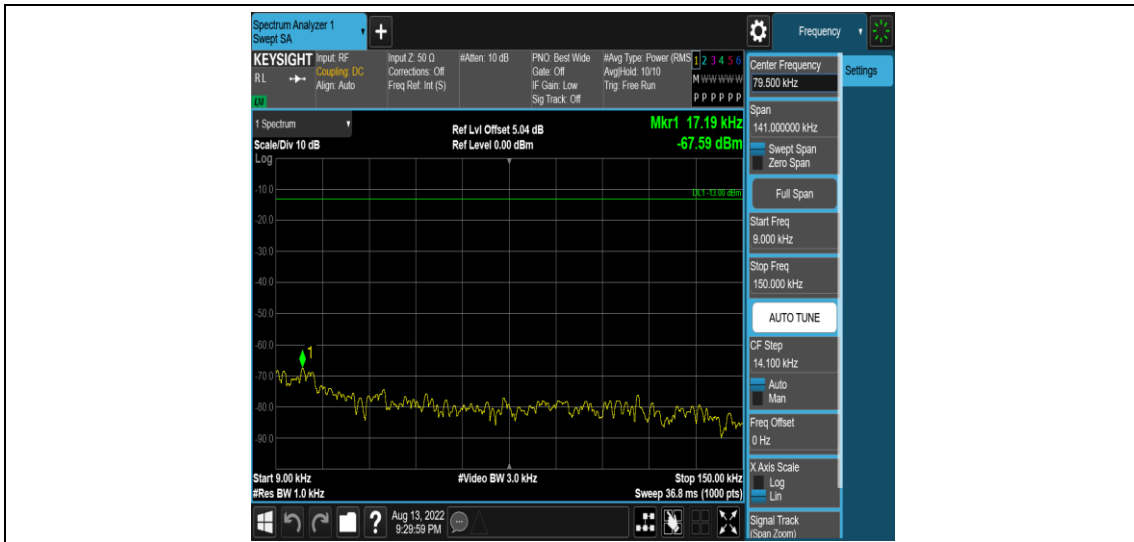 Spectrum Analyzer 1
Swept SA
+
Frequency
KEYSIGHT
RL
LXI
Input: RF
Coupling: DC
Align: Auto
Input Z: 50 Ω
Corrections: Off
Freq Ref: Int (S)
#Atten: 10 dB
PNO: Best Wide
Gate: Off
IF Gain: Low
Sig Track: Off
#Avg Type: Power (RMS
Avg|Hold: 10/10
Trig: Free Run
1 2 3 4 5 6
M W W W W W
P P P P P P
Settings
Center Frequency
79.500 kHz
Span
141.000000 kHz
Swept Span
Zero Span
Full Span
Start Freq
9.000 kHz
Stop Freq
150.000 kHz
AUTO TUNE
CF Step
14.100 kHz
Auto
Man
Freq Offset
0 Hz
X Axis Scale
Log
Lin
Signal Track
(Span Zoom)
1 Spectrum
Scale/Div 10 dB
Ref Lvl Offset 5.04 dB
Ref Level 0.00 dBm
Mkr1 17.19 kHz
-67.59 dBm
Log
DL1 -13.00 dBm
-10.0
-20.0
-30.0
-40.0
-50.0
-60.0
-70.0
-80.0
-90.0
1
Start 9.00 kHz
#Video BW 3.0 kHz
Stop 150.00 kHz
#Res BW 1.0 kHz
Sweep 36.8 ms (1000 pts)
?
Aug 13, 2022
9:29:59 PM